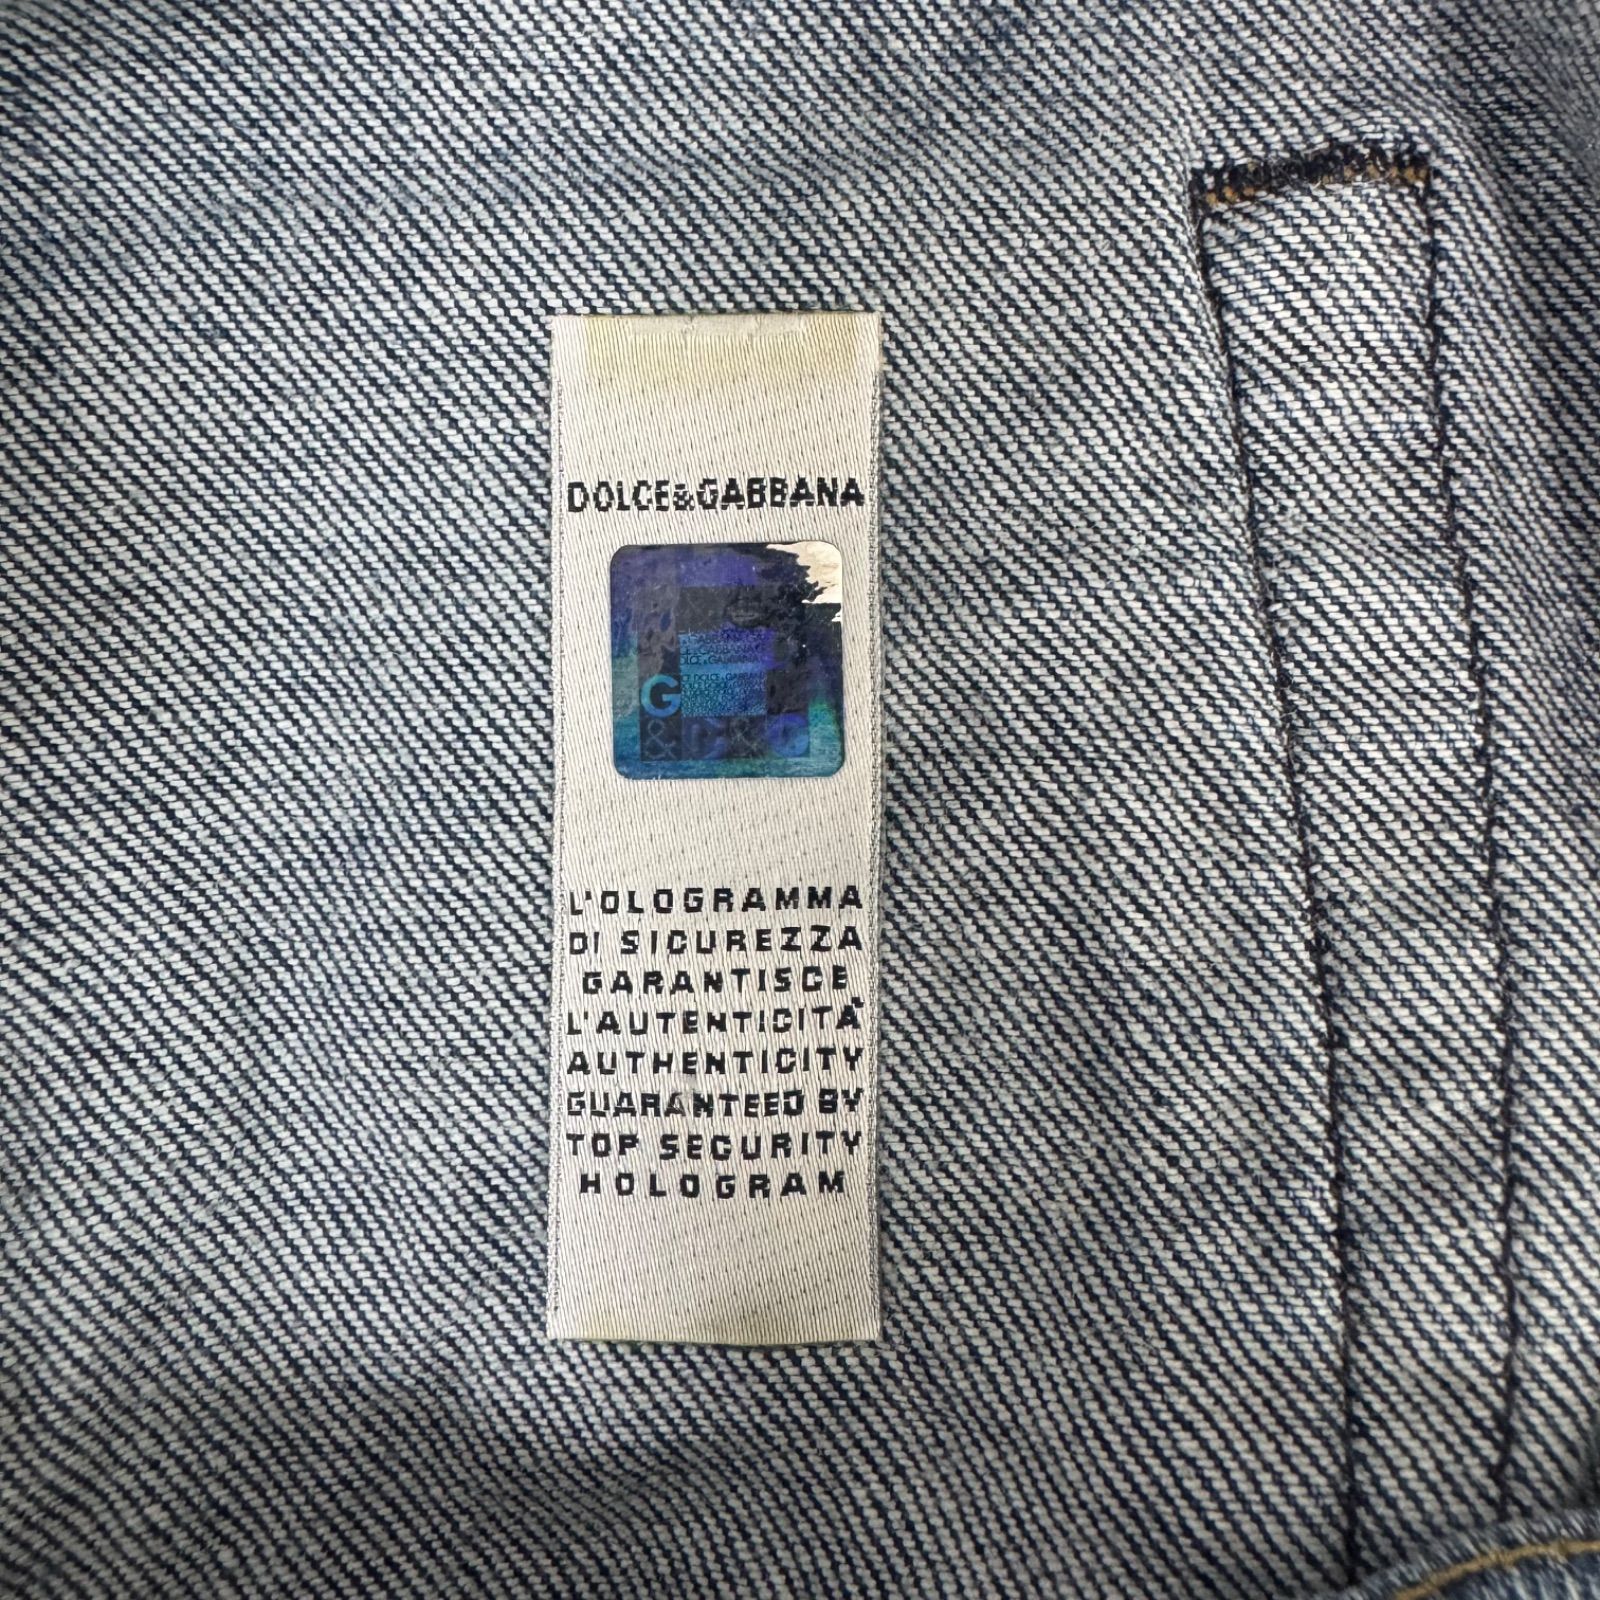 DOLCE&GABBANA
G
& D & G
L'OLOGRAMMA
DI SICUREZZA
GARANTISCE
L'AUTENTICITÀ
AUTHENTICITY
GUARANTEED BY
TOP SECURITY
HOLOGRAM